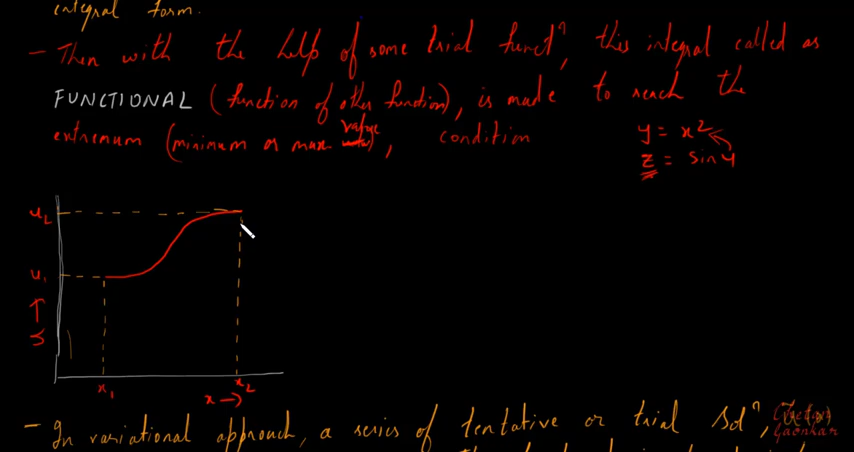 integral form.
- Then with the help of some trial funct?, this integral called as
FUNCTIONAL (function of other function), is made to reach the
extremum (minimum or max value), condition
y = x2
z = sin y
u2
u1
x1
x2
x →
- In variational approach, a series of tentative or trial Sol?,
Gaonkar